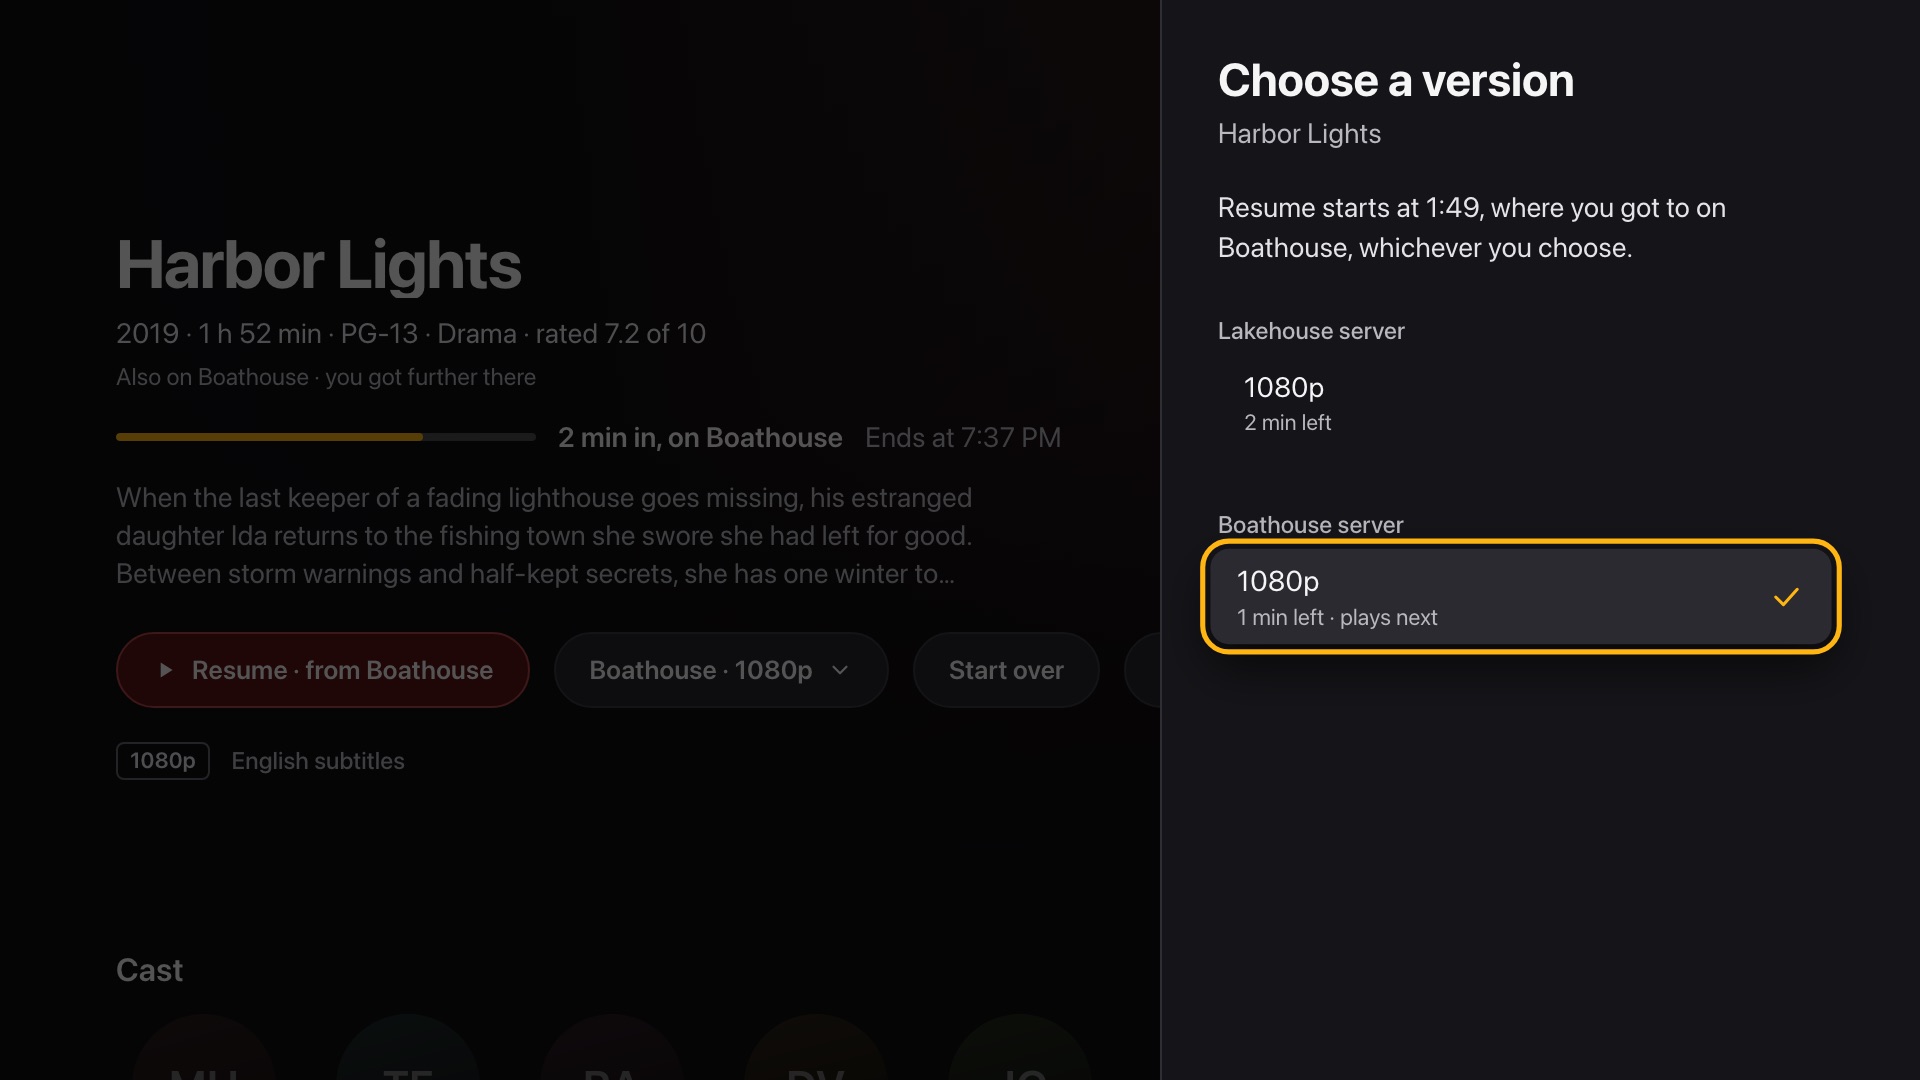 Harbor Lights
2019 · 1 h 52 min · PG-13 · Drama · rated 7.2 of 10
Also on Boathouse · you got further there
2 min in, on Boathouse Ends at 7:37 PM
When the last keeper of a fading lighthouse goes missing, his estranged
daughter Ida returns to the fishing town she swore she had left for good.
Between storm warnings and half-kept secrets, she has one winter to...
Resume · from Boathouse
Boathouse · 1080p
Start over
1080p English subtitles
Cast
Choose a version
Harbor Lights
Resume starts at 1:49, where you got to on
Boathouse, whichever you choose.
Lakehouse server
1080p
2 min left
Boathouse server
1080p
1 min left · plays next